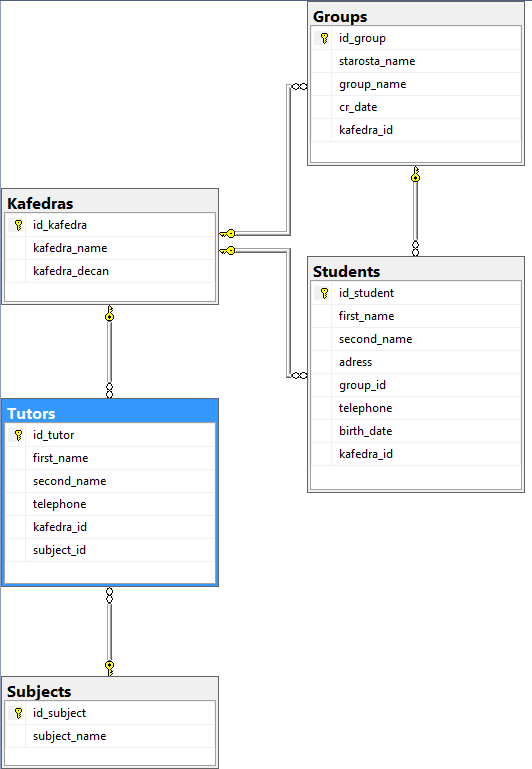 Groups
id_group
starosta_name
group_name
cr_date
kafedra_id
Kafedras
id_kafedra
kafedra_name
kafedra_decan
Students
id_student
first_name
second_name
adress
group_id
telephone
birth_date
kafedra_id
Tutors
id_tutor
first_name
second_name
telephone
kafedra_id
subject_id
Subjects
id_subject
subject_name